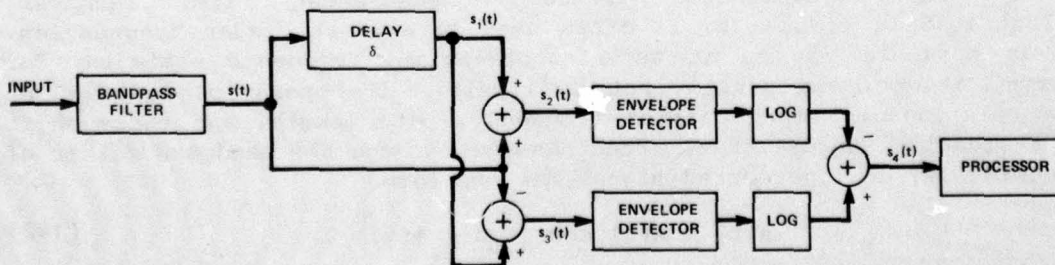 DELAY
δ
s₁(t)
INPUT
BANDPASS
FILTER
s(t)
+
+
s₂(t)
ENVELOPE
DETECTOR
LOG
−
+
s₄(t)
PROCESSOR
−
+
s₃(t)
ENVELOPE
DETECTOR
LOG
+